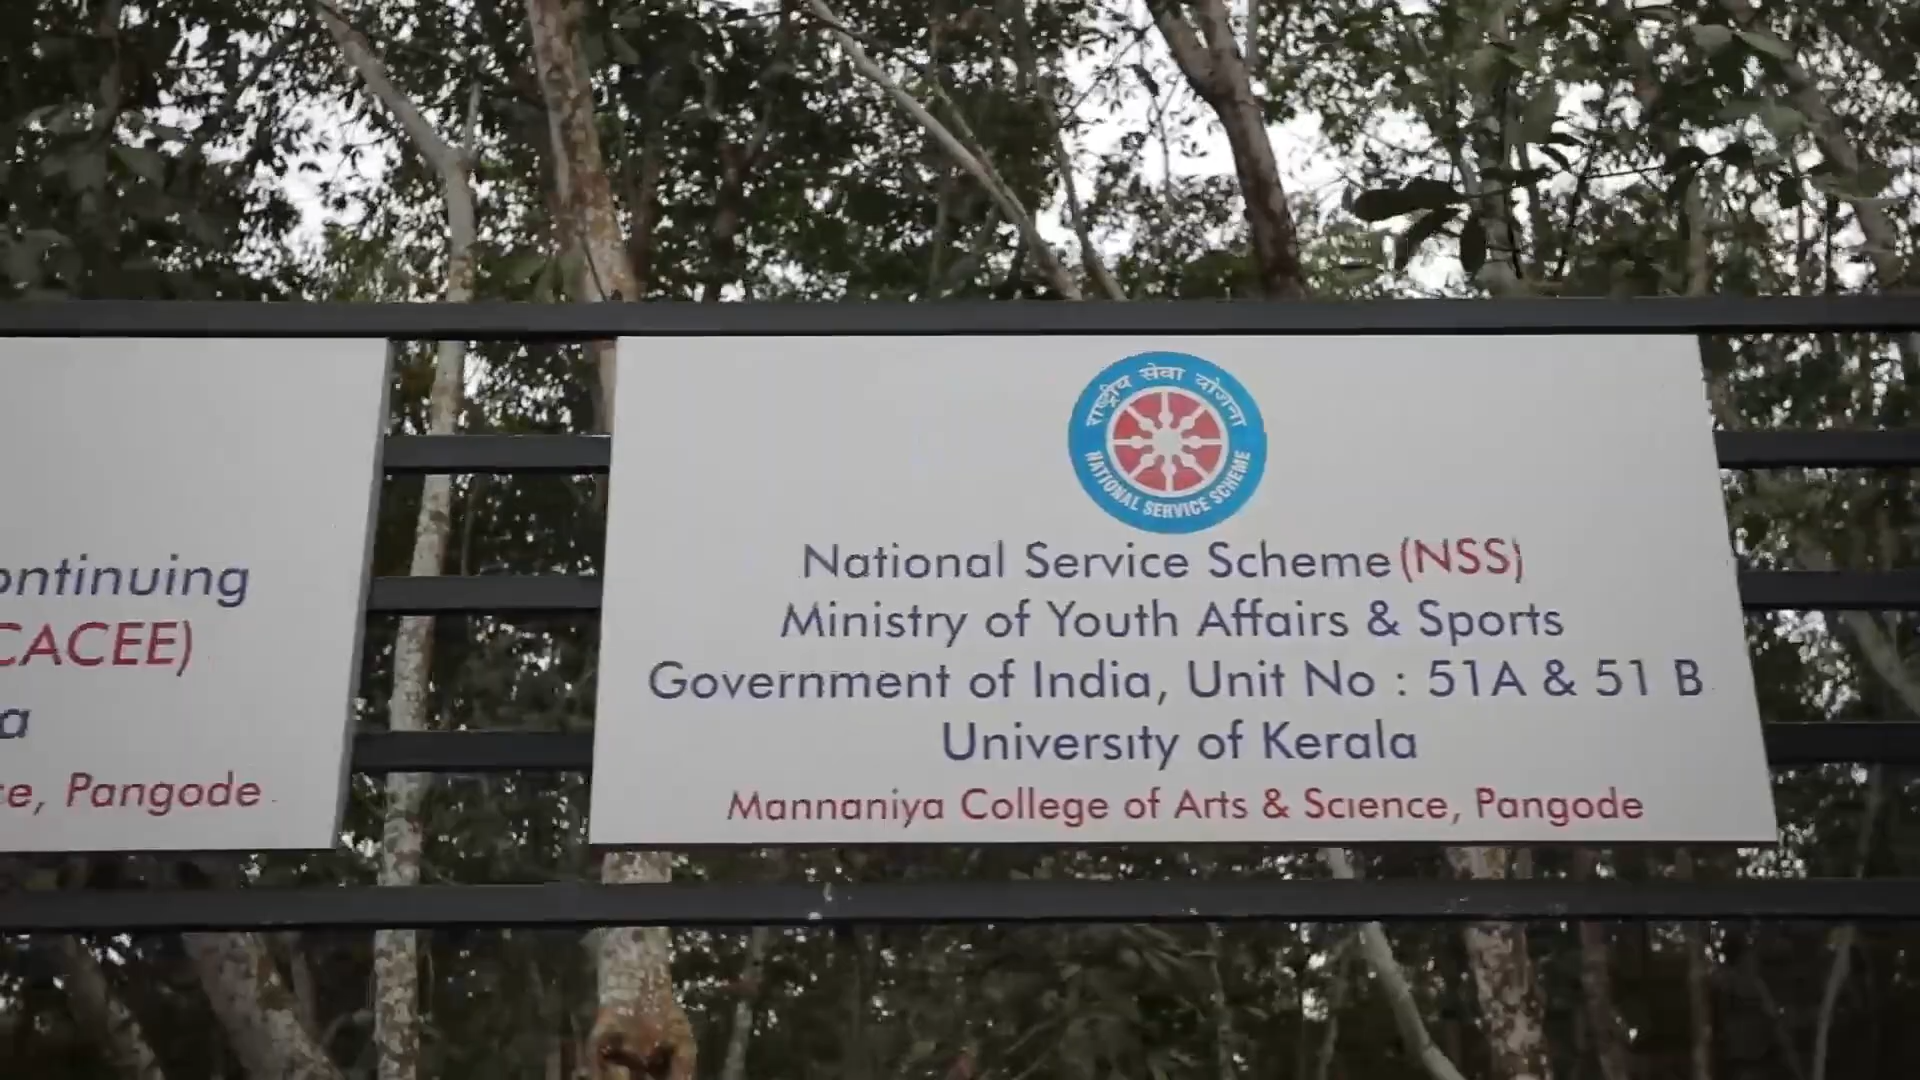 ontinuing
CACEE)
a
ce, Pangode
राष्ट्रीय सेवा योजना
NATIONAL SERVICE SCHEME
National Service Scheme (NSS)
Ministry of Youth Affairs & Sports
Government of India, Unit No : 51A & 51 B
University of Kerala
Mannaniya College of Arts & Science, Pangode